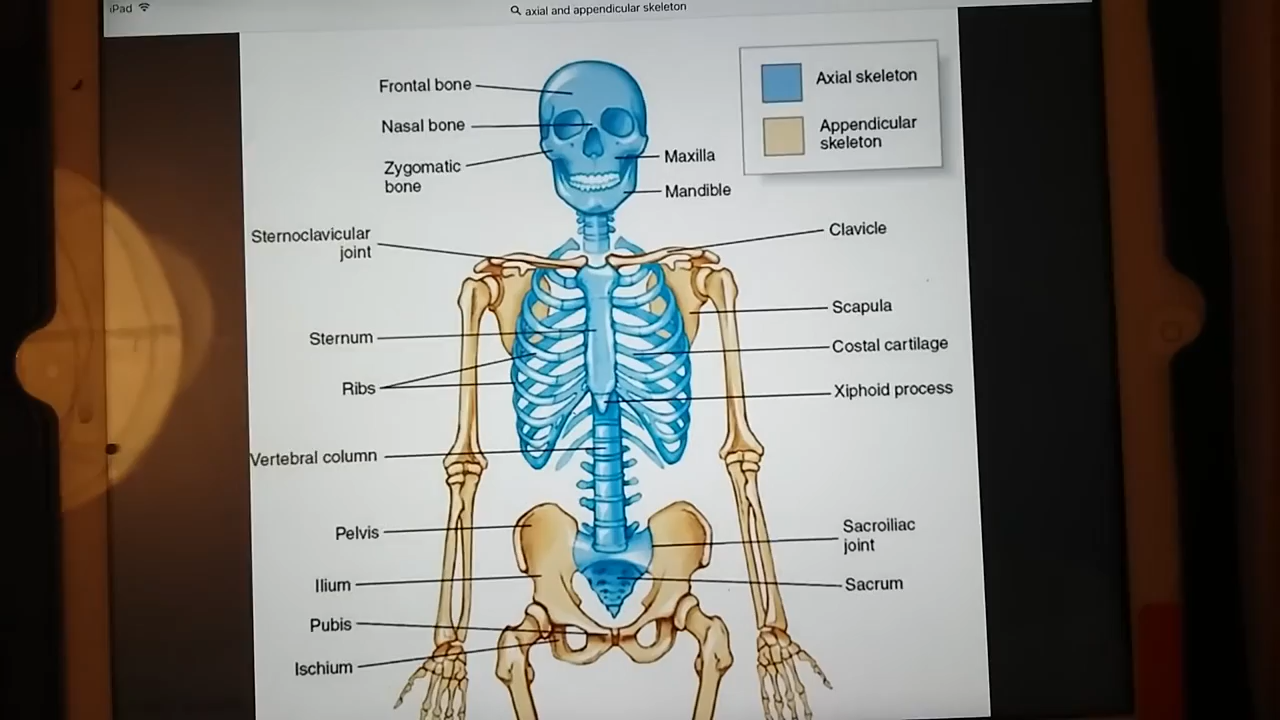 iPad
axial and appendicular skeleton
Axial skeleton
Appendicular
skeleton
Frontal bone
Nasal bone
Zygomatic
bone
Maxilla
Mandible
Sternoclavicular
joint
Clavicle
Scapula
Sternum
Costal cartilage
Ribs
Xiphoid process
Vertebral column
Pelvis
Sacroiliac
joint
Ilium
Sacrum
Pubis
Ischium